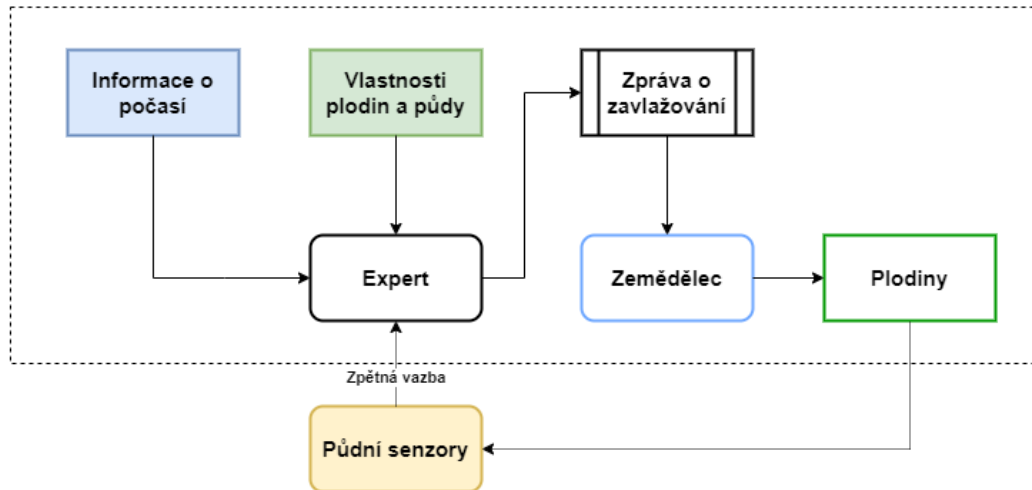 Informace o
počasí
Vlastnosti
plodin a půdy
Zpráva o
zavlažování
Expert
Zemědělec
Plodiny
Zpětná vazba
Půdní senzory